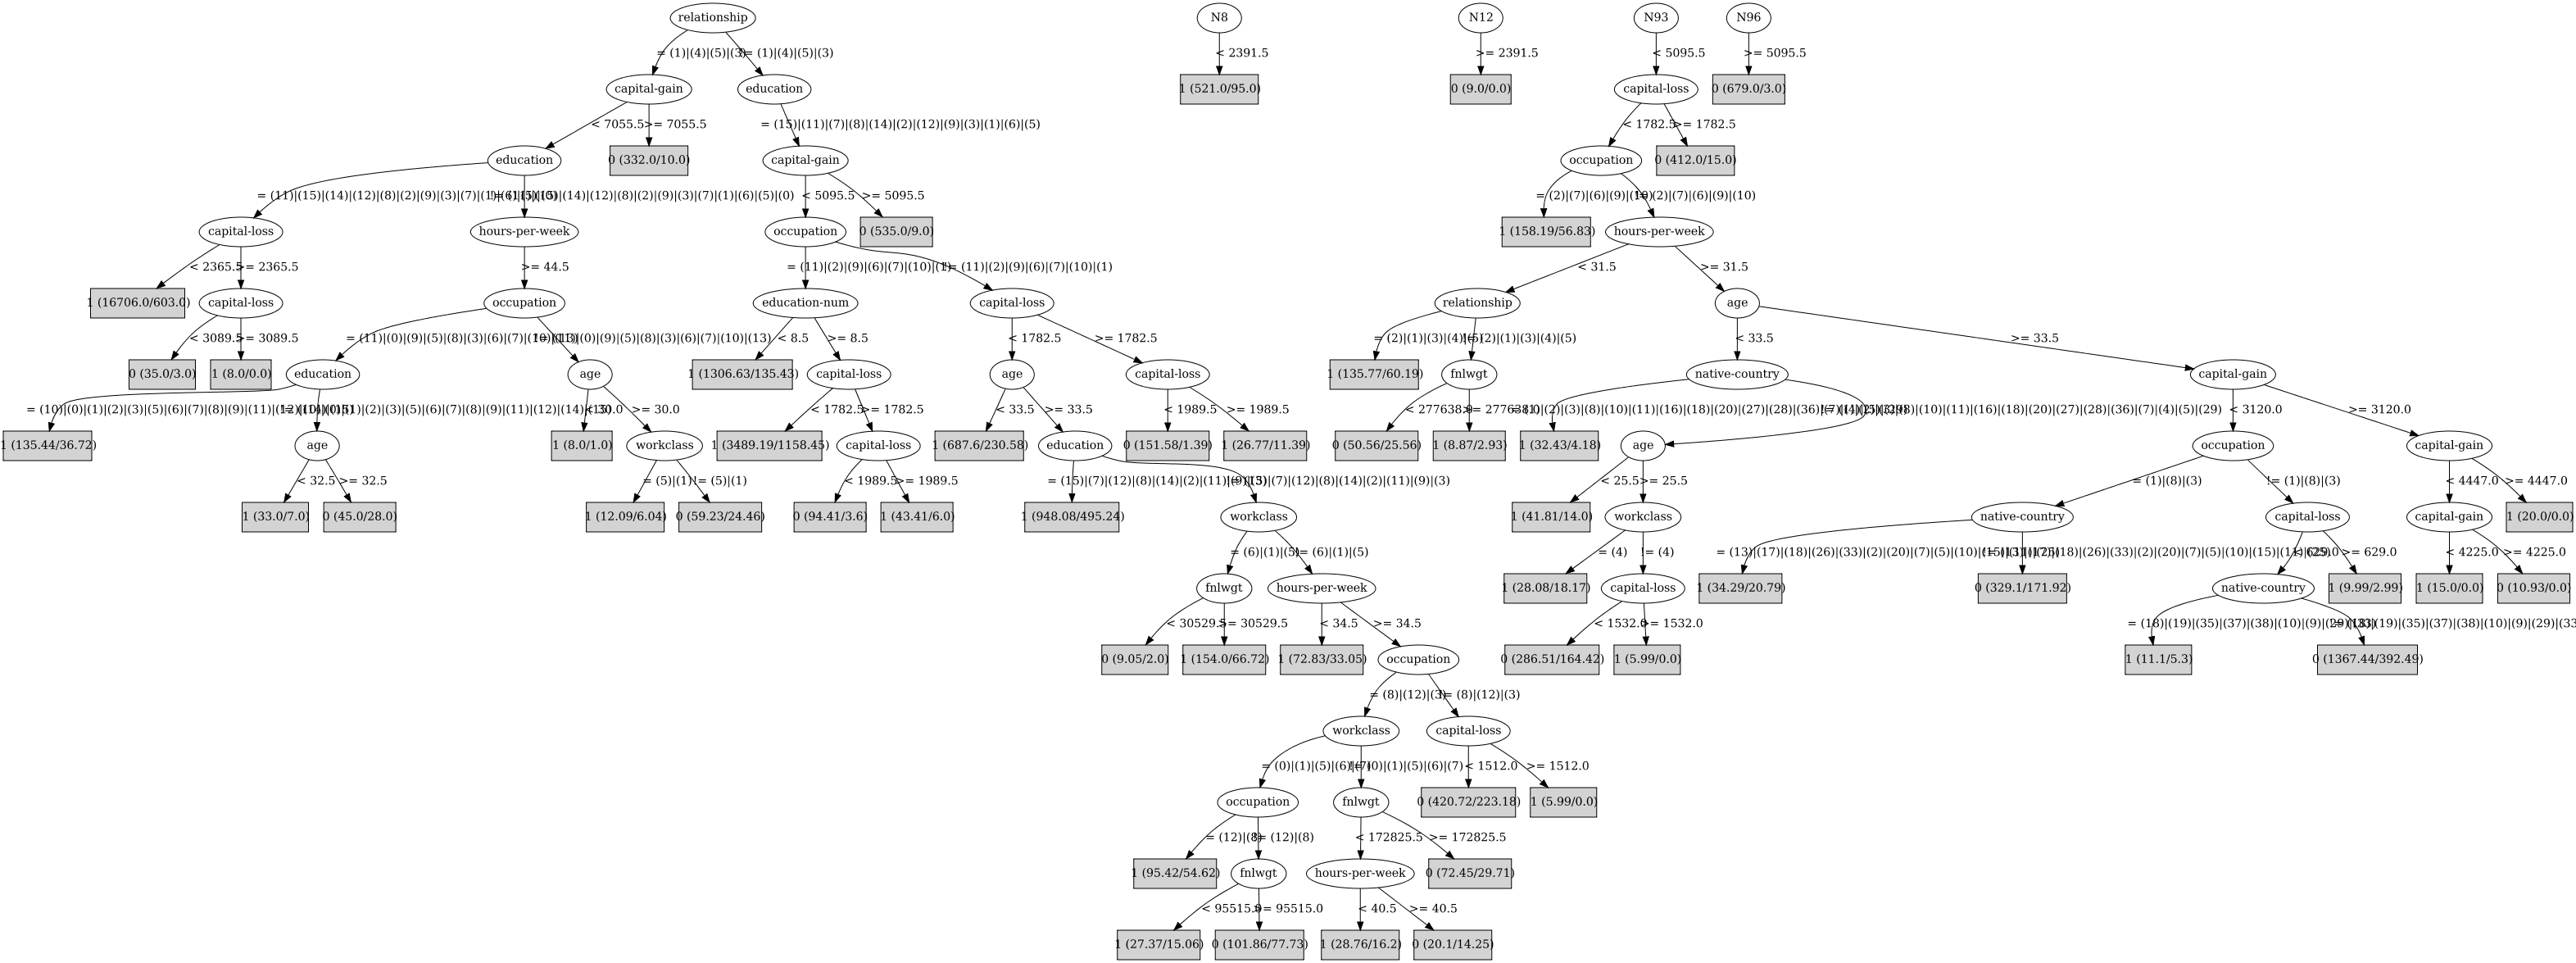 relationship
N8
N12
N93
N96
= (1)|(4)|(5)|(3)
!= (1)|(4)|(5)|(3)
< 2391.5
>= 2391.5
< 5095.5
>= 5095.5
capital-gain
education
1 (521.0/95.0)
0 (9.0/0.0)
capital-loss
0 (679.0/3.0)
< 7055.5
>= 7055.5
= (15)|(11)|(7)|(8)|(14)|(2)|(12)|(9)|(3)|(1)|(6)|(5)
< 1782.5
>= 1782.5
education
0 (332.0/10.0)
capital-gain
occupation
0 (412.0/15.0)
= (11)|(15)|(14)|(12)|(8)|(2)|(9)|(3)|(7)|(1)
(14)|(12)|(8)|(2)|(9)|(3)|(7)|(1)|(6)|(5)|(0)
< 5095.5
>= 5095.5
= (2)|(7)|(6)|(9)|(10)
!= (2)|(7)|(6)|(9)|(10)
capital-loss
hours-per-week
occupation
0 (535.0/9.0)
1 (158.19/56.83)
hours-per-week
< 2365.5
>= 2365.5
>= 44.5
= (11)|(2)|(9)|(6)|(7)|(10)|(1)
!= (11)|(2)|(9)|(6)|(7)|(10)|(1)
< 31.5
>= 31.5
1 (16706.0/603.0)
capital-loss
occupation
education-num
capital-loss
relationship
age
< 3089.5
>= 3089.5
= (11)|(0)|(9)|(5)|(8)|(3)|(6)|(7)|(10)|(13)
!= (11)|(0)|(9)|(5)|(8)|(3)|(6)|(7)|(10)|(13)
< 8.5
>= 8.5
< 1782.5
>= 1782.5
= (2)|(1)|(3)|(4)|(5)
!= (2)|(1)|(3)|(4)|(5)
< 33.5
>= 33.5
0 (35.0/3.0)
1 (8.0/0.0)
education
age
1 (1306.63/135.43)
capital-loss
age
capital-loss
1 (135.77/60.19)
fnlwgt
native-country
capital-gain
= (10)|(0)|(1)|(2)|(3)|(5)|(6)|(7)|(8)|(9)|(11)|(12)|(14)|(15)
(2)|(3)|(5)|(6)|(7)|(8)|(9)|(11)|(12)|(14)
< 30.0
>= 30.0
< 1782.5
>= 1782.5
< 33.5
>= 33.5
< 1989.5
>= 1989.5
< 277638.0
>= 277638.0
(2)|(3)|(8)|(10)|(11)|(16)|(18)|(20)|(27)|(28)|(36)
(10)|(11)|(16)|(18)|(20)|(27)|(28)|(36)|(7)|(4)|(5)|(29)
< 3120.0
>= 3120.0
1 (135.44/36.72)
age
1 (8.0/1.0)
workclass
1 (3489.19/1158.45)
capital-loss
1 (687.6/230.58)
education
0 (151.58/1.39)
1 (26.77/11.39)
0 (50.56/25.56)
1 (8.87/2.93)
1 (32.43/4.18)
age
occupation
capital-gain
< 32.5
>= 32.5
= (5)|(1)
!= (5)|(1)
< 1989.5
>= 1989.5
= (15)|(7)|(12)|(8)|(14)|(2)|(11)|(9)|(3)
!= (15)|(7)|(12)|(8)|(14)|(2)|(11)|(9)|(3)
< 25.5
>= 25.5
= (1)|(8)|(3)
!= (1)|(8)|(3)
< 4447.0
>= 4447.0
1 (33.0/7.0)
0 (45.0/28.0)
1 (12.09/6.04)
0 (59.23/24.46)
0 (94.41/3.6)
1 (43.41/6.0)
1 (948.08/495.24)
workclass
1 (41.81/14.0)
workclass
native-country
capital-loss
capital-gain
1 (20.0/0.0)
= (6)|(1)|(5)
!= (6)|(1)|(5)
= (4)
!= (4)
= (13)|(17)|(18)|(26)|(33)|(2)|(20)|(7)|(5)|(10)
(18)|(26)|(33)|(2)|(20)|(7)|(5)|(10)|(15)|(11)
< 629.0
>= 629.0
< 4225.0
>= 4225.0
fnlwgt
hours-per-week
1 (28.08/18.17)
capital-loss
1 (34.29/20.79)
0 (329.1/171.92)
native-country
1 (9.99/2.99)
1 (15.0/0.0)
0 (10.93/0.0)
< 30529.5
>= 30529.5
< 34.5
>= 34.5
< 1532.0
>= 1532.0
= (18)|(19)|(35)|(37)|(38)|(10)|(9)|(29)|(33)
(19)|(35)|(37)|(38)|(10)|(9)|(29)|(33
0 (9.05/2.0)
1 (154.0/66.72)
1 (72.83/33.05)
occupation
0 (286.51/164.42)
1 (5.99/0.0)
1 (11.1/5.3)
0 (1367.44/392.49)
= (8)|(12)|(3)
!= (8)|(12)|(3)
workclass
capital-loss
= (0)|(1)|(5)|(6)|(7)
!= (0)|(1)|(5)|(6)|(7)
< 1512.0
>= 1512.0
occupation
fnlwgt
0 (420.72/223.18)
1 (5.99/0.0)
= (12)|(8)
!= (12)|(8)
< 172825.5
>= 172825.5
1 (95.42/54.62)
fnlwgt
hours-per-week
0 (72.45/29.71)
< 95515.0
>= 95515.0
< 40.5
>= 40.5
1 (27.37/15.06)
0 (101.86/77.73)
1 (28.76/16.2)
0 (20.1/14.25)